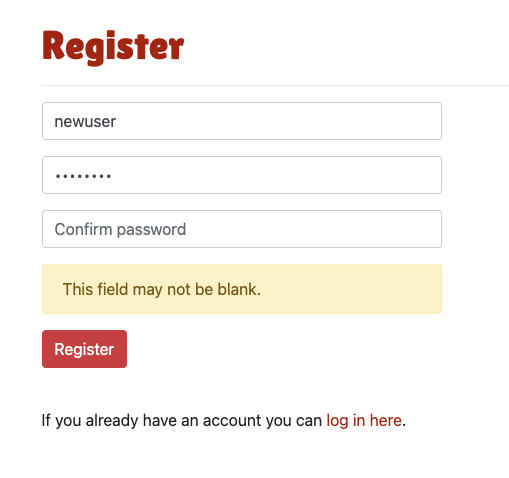 Register
newuser
••••••••
Confirm password
This field may not be blank.
Register
If you already have an account you can log in here.